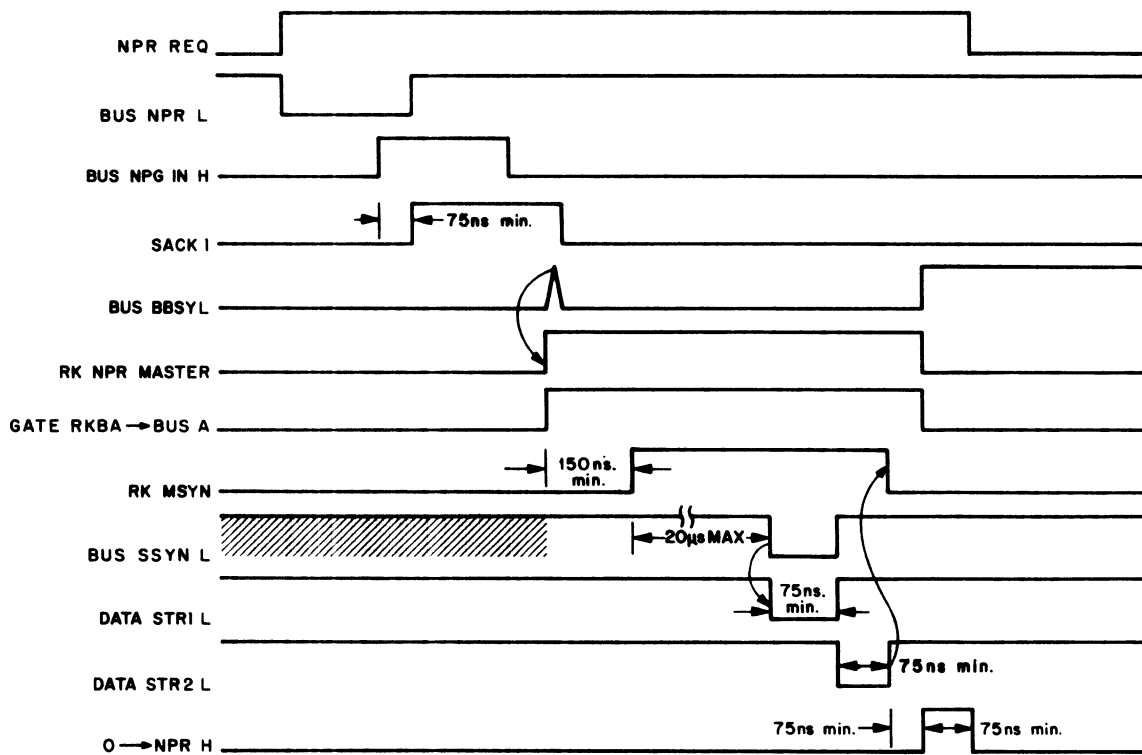 NPR REQ
BUS NPR L
BUS NPG IN H
75ns min.
SACK 1
BUS BBSY L
RK NPR MASTER
GATE RKBA → BUS A
150ns. min.
RK MSYN
20µs MAX
BUS SSYN L
75ns. min.
DATA STR1 L
75ns min.
DATA STR2 L
75ns min.
75ns min.
0 → NPR H